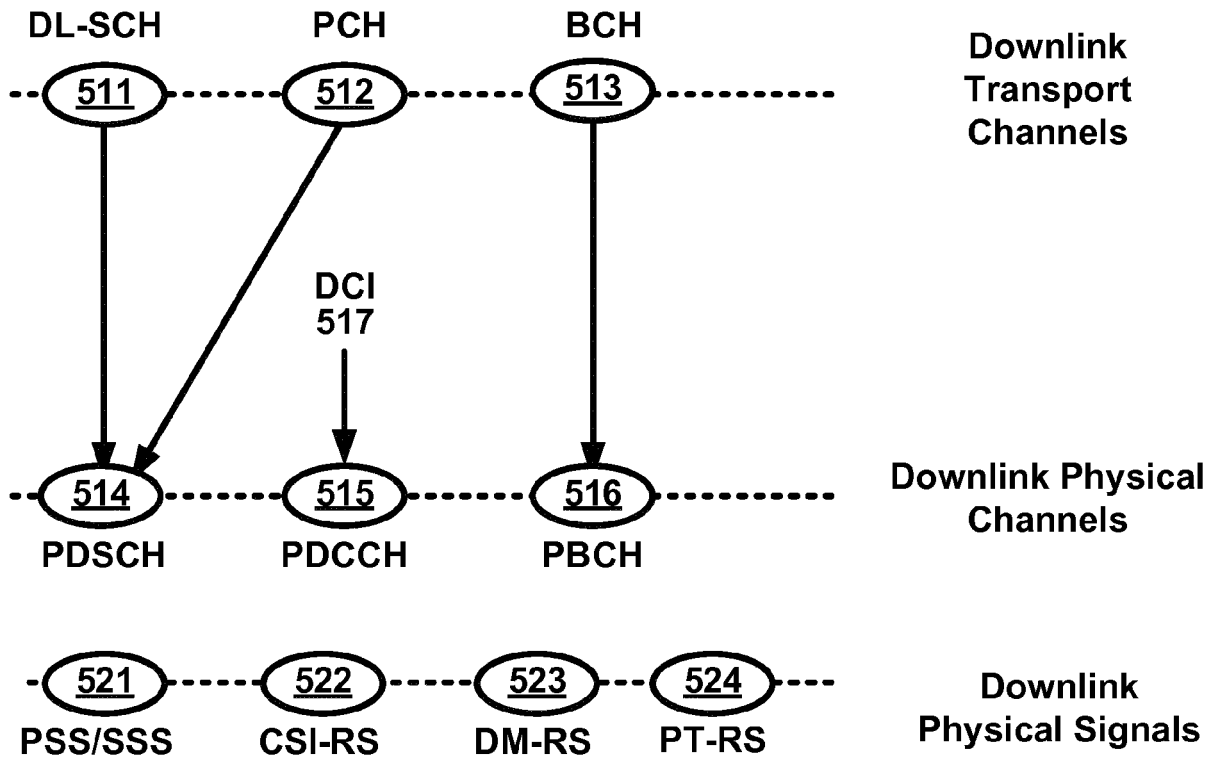 DL-SCH PCH BCH
511 512 513
Downlink
Transport
Channels
DCI
517
514 515 516
PDSCH PDCCH PBCH
Downlink Physical
Channels
521 522 523 524
PSS/SSS CSI-RS DM-RS PT-RS
Downlink
Physical Signals